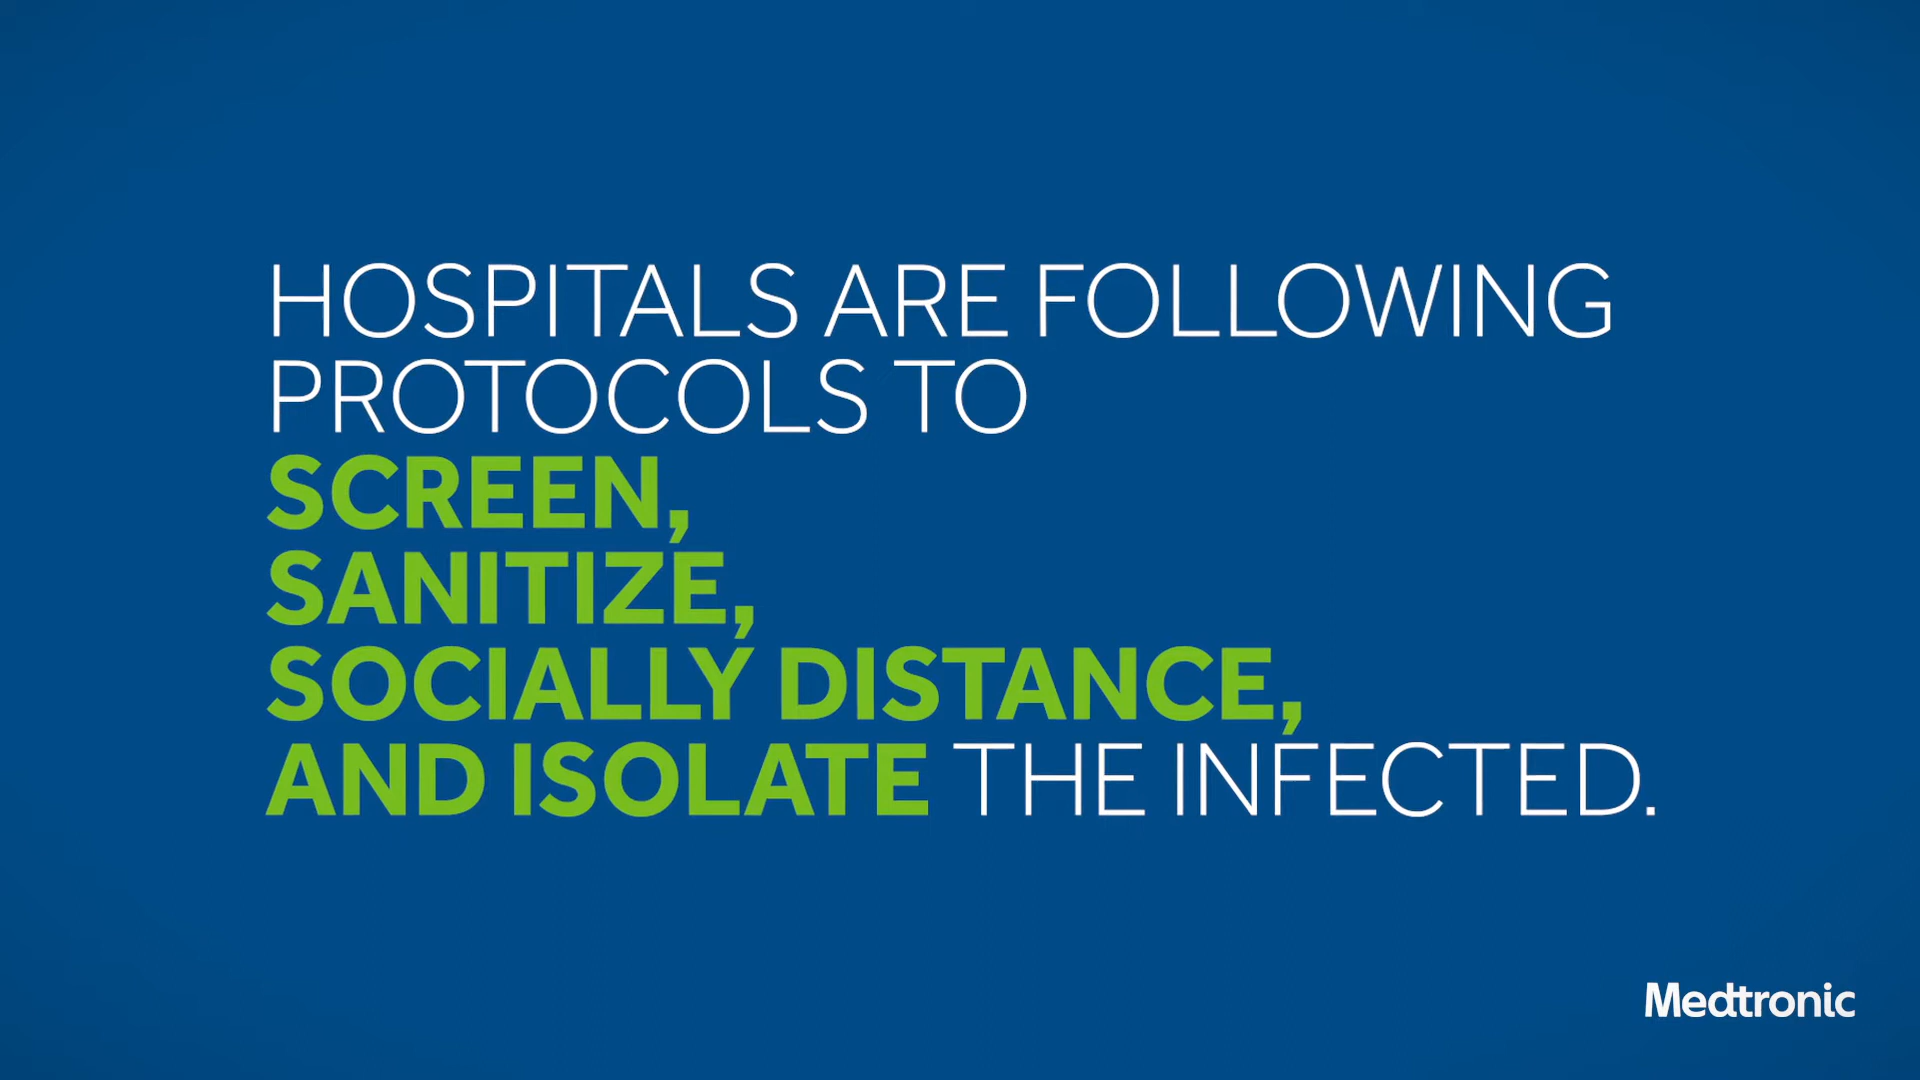 HOSPITALS ARE FOLLOWING
PROTOCOLS TO
SCREEN,
SANITIZE,
SOCIALLY DISTANCE,
AND ISOLATE THE INFECTED.
Medtronic